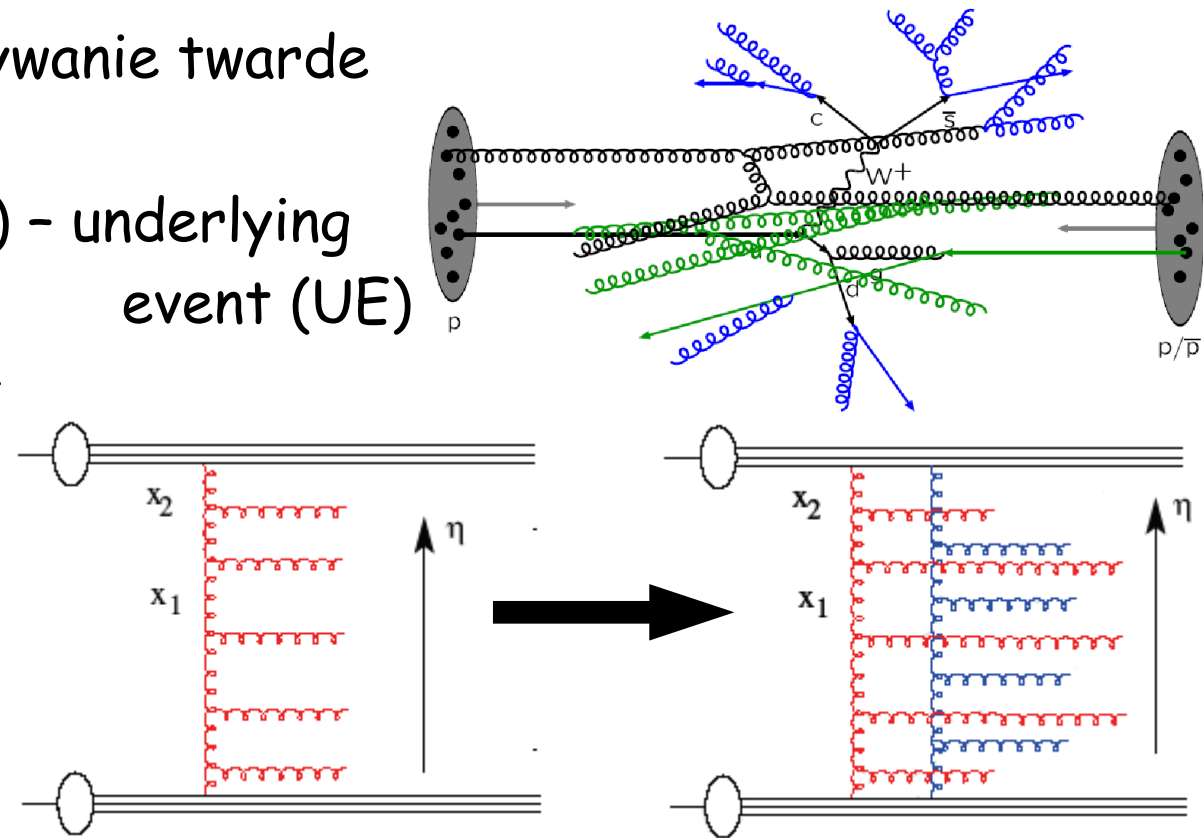 ywanie twarde
) – underlying
event (UE)
c
s̅
W+
d
p
p/p̅
x₂
x₁
η
x₂
x₁
η